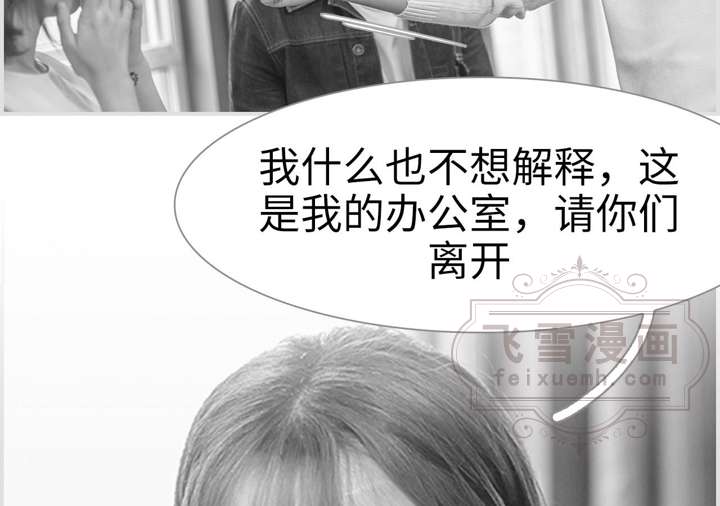 我什么也不想解释，这
是我的办公室，请你们
离开
飞雪漫画
feixuemh.com